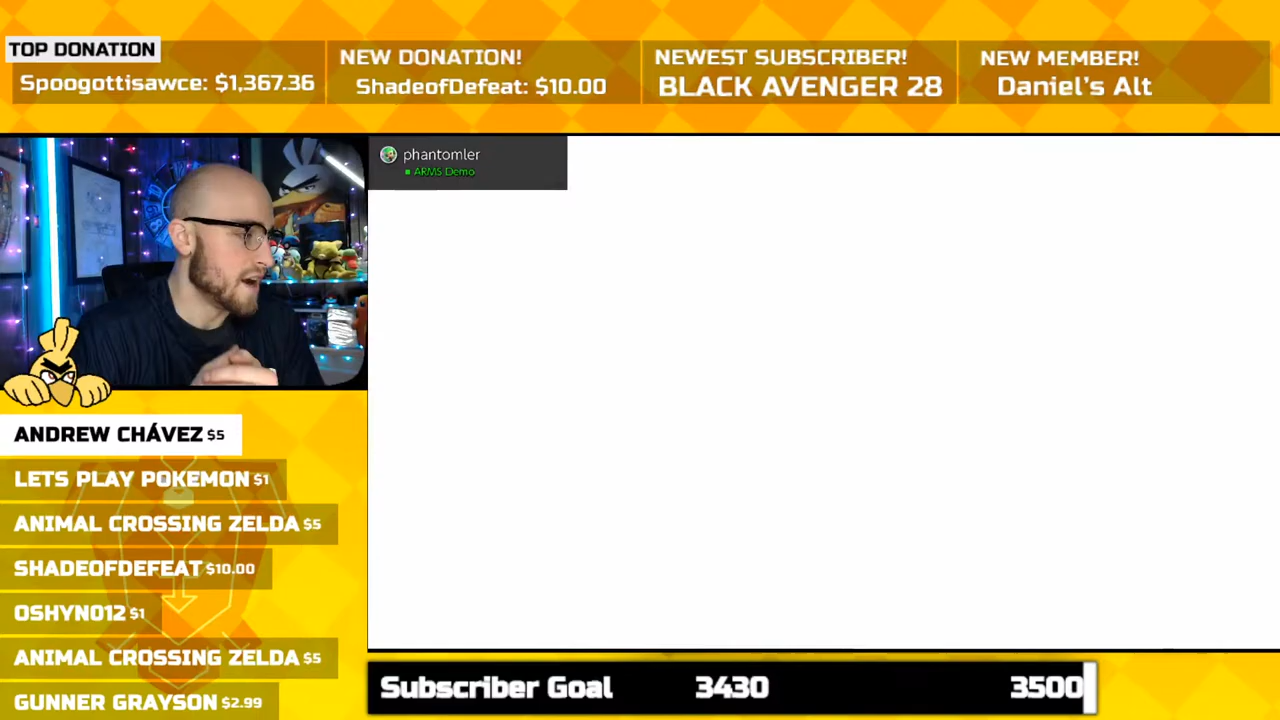 TOP DONATION
Spoogottisawce: $1,367.36
NEW DONATION!
ShadeofDefeat: $10.00
NEWEST SUBSCRIBER!
BLACK AVENGER 28
NEW MEMBER!
Daniel's Alt
phantomler
ARMS Demo
ANDREW CHÁVEZ $5
LETS PLAY POKEMON $1
ANIMAL CROSSING ZELDA $5
SHADEOFDEFEAT $10.00
OSHYN012 $1
ANIMAL CROSSING ZELDA $5
GUNNER GRAYSON $2.99
Subscriber Goal 3430 3500